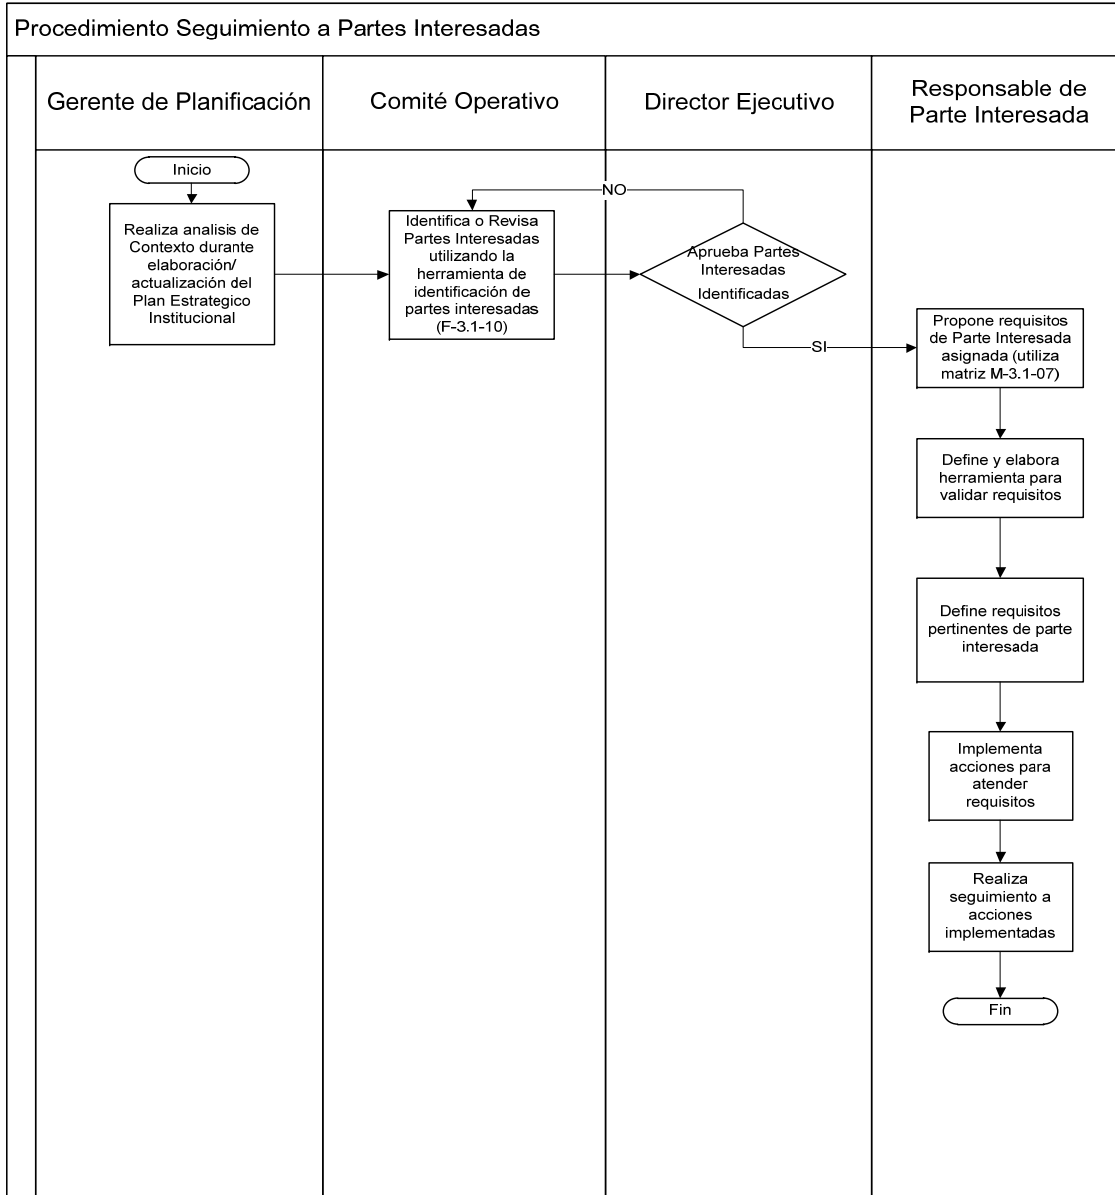 Procedimiento Seguimiento a Partes Interesadas
Gerente de Planificación
Comité Operativo
Director Ejecutivo
Responsable de
Parte Interesada
Inicio
Realiza analisis de
Contexto durante
elaboración/
actualización del
Plan Estrategico
Institucional
Identifica o Revisa
Partes Interesadas
utilizando la
herramienta de
identificación de
partes interesadas
(F-3.1-10)
NO
Aprueba Partes
Interesadas
Identificadas
SI
Propone requisitos
de Parte Interesada
asignada (utiliza
matriz M-3.1-07)
Define y elabora
herramienta para
validar requisitos
Define requisitos
pertinentes de parte
interesada
Implementa
acciones para
atender
requisitos
Realiza
seguimiento a
acciones
implementadas
Fin